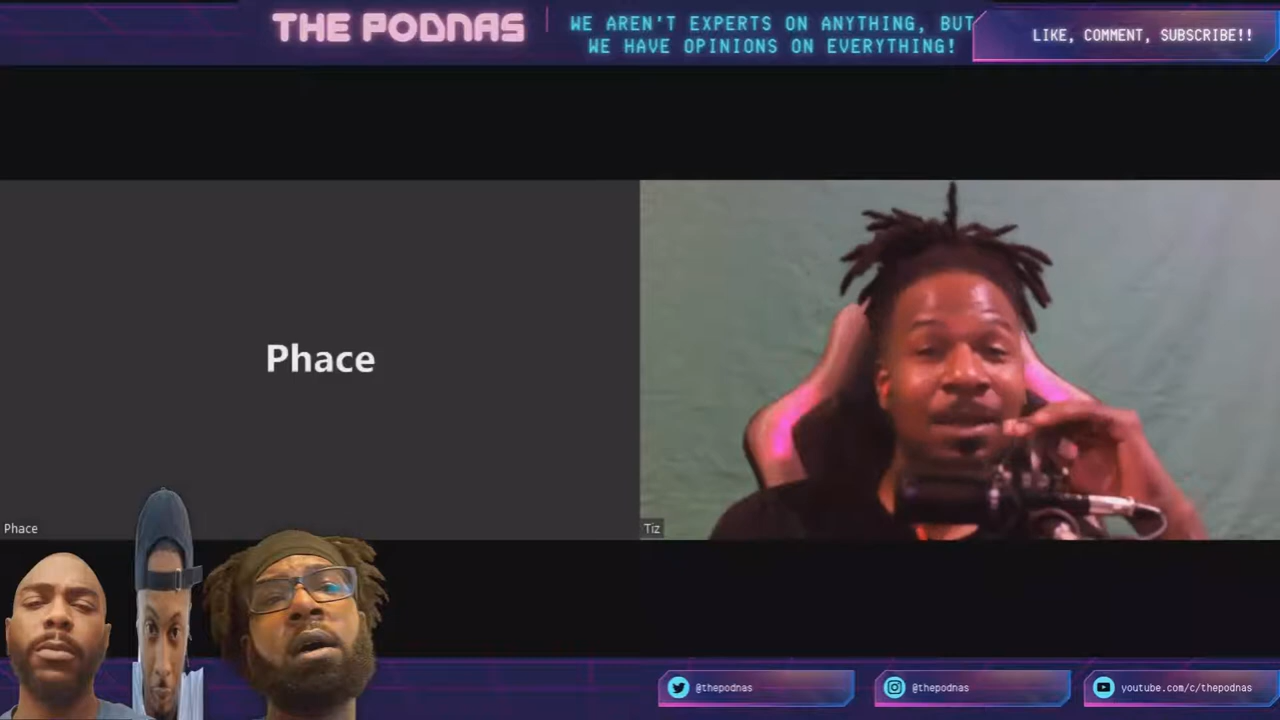 THE PODNAS
WE AREN'T EXPERTS ON ANYTHING, BUT
WE HAVE OPINIONS ON EVERYTHING!
LIKE, COMMENT, SUBSCRIBE!!
Phace
Phace
Tiz
@thepodnas
@thepodnas
youtube.com/c/thepodnas